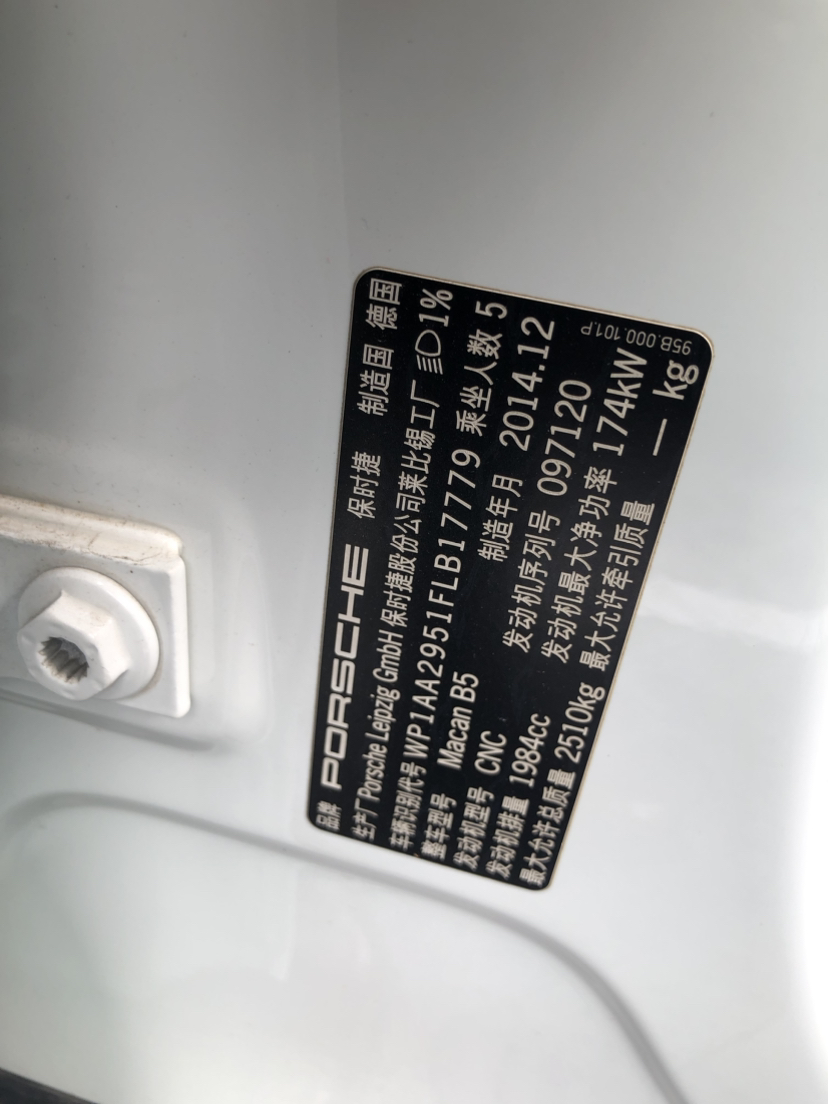 品牌 PORSCHE 保时捷 制造国 德国
生产厂 Porsche Leipzig GmbH 保时捷股份公司莱比锡工厂 1%
车辆识别代号 WP1AA2951FLB17779 乘坐人数 5
整车型号 Macan B5 制造年月 2014.12
发动机型号 CNC 发动机序列号 097120
发动机排量 1984cc 发动机最大净功率 174kW
最大允许总质量 2510kg 最大允许牵引质量 — kg
95B.000.101.P